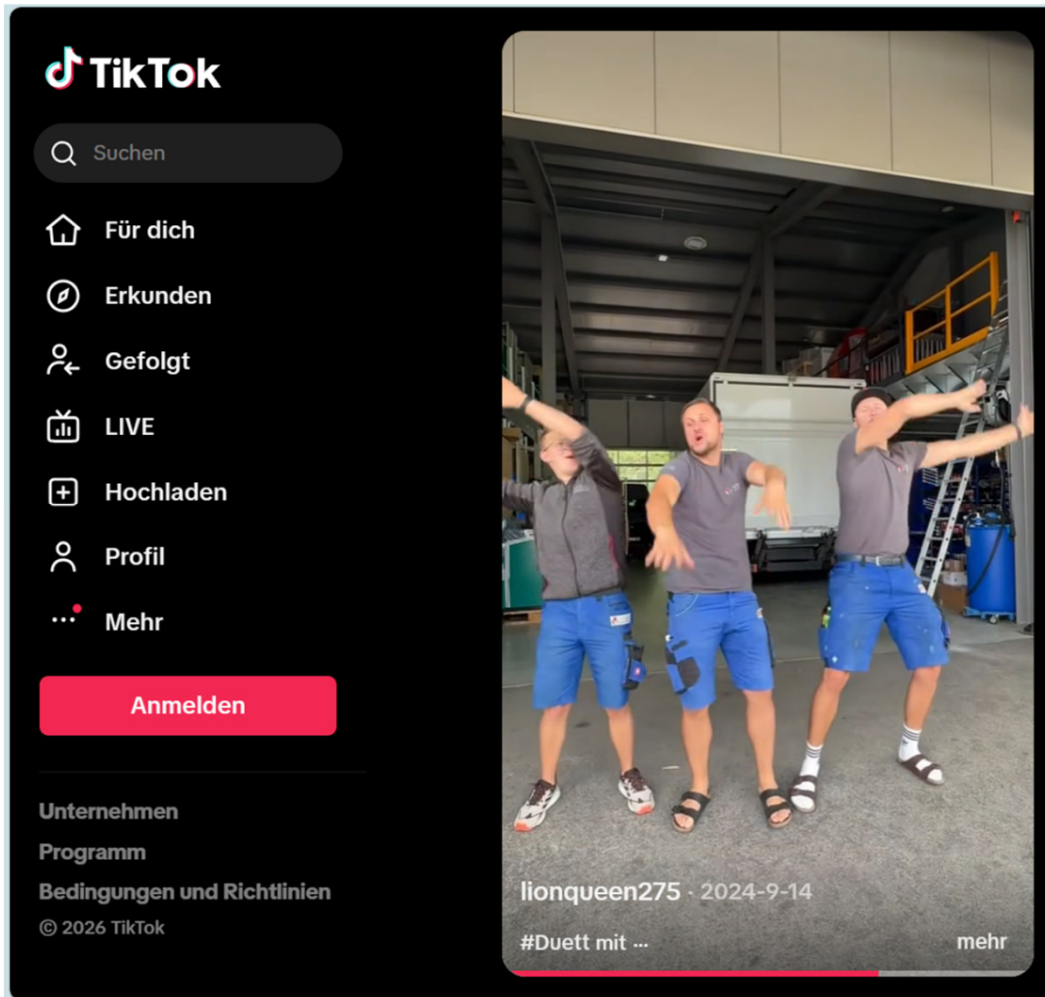 TikTok
Suchen
Für dich
Erkunden
Gefolgt
LIVE
Hochladen
Profil
Mehr
Anmelden
Unternehmen
Programm
Bedingungen und Richtlinien
© 2026 TikTok
lionqueen275 · 2024-9-14
#Duett mit ... mehr